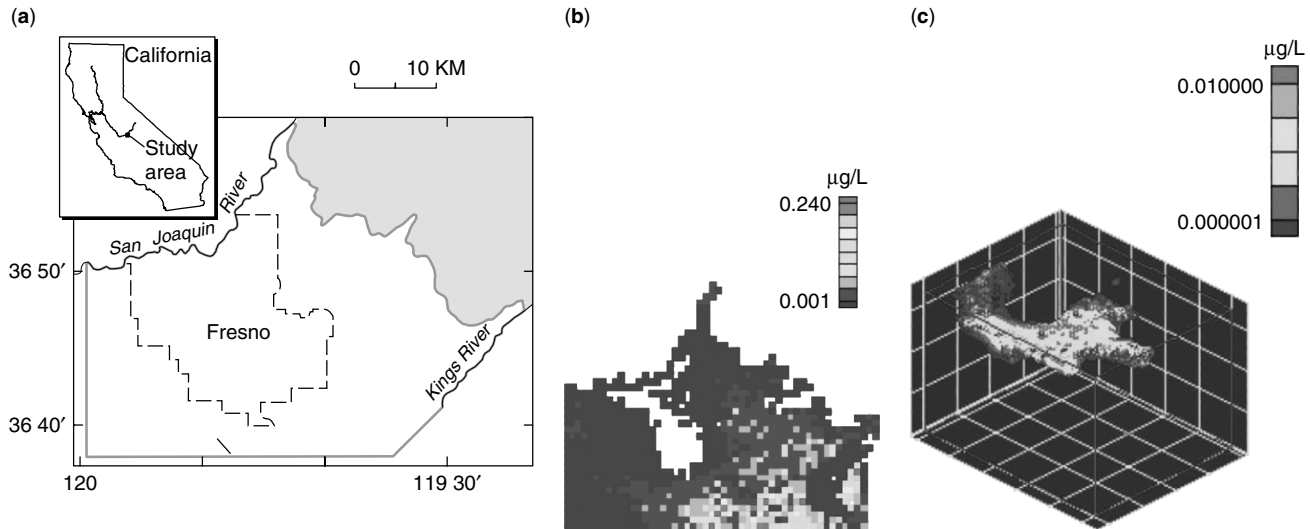 (a)
California
Study
area
0 10 KM
San Joaquin River
Fresno
Kings River
36 50′
36 40′
120
119 30′
(b)
µg/L
0.240
0.001
(c)
µg/L
0.010000
0.000001